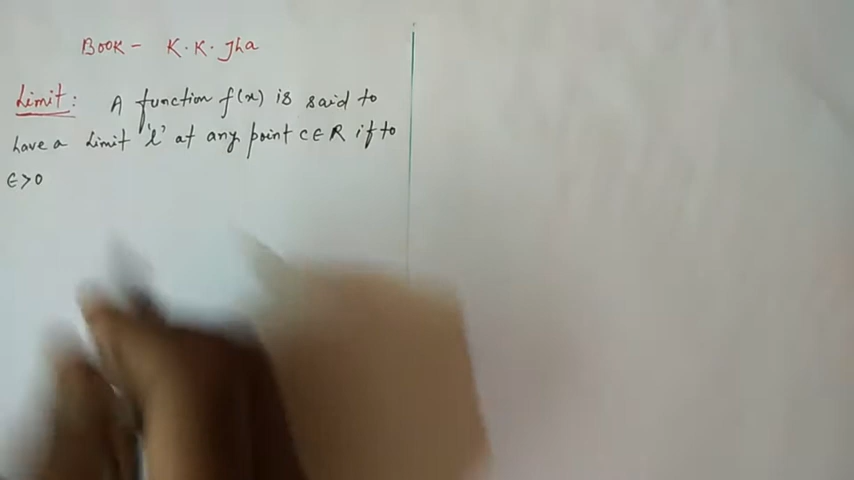 Book - K.K. Jha
Limit: A function f(x) is said to
have a limit 'l' at any point c∈R if to
∈>0